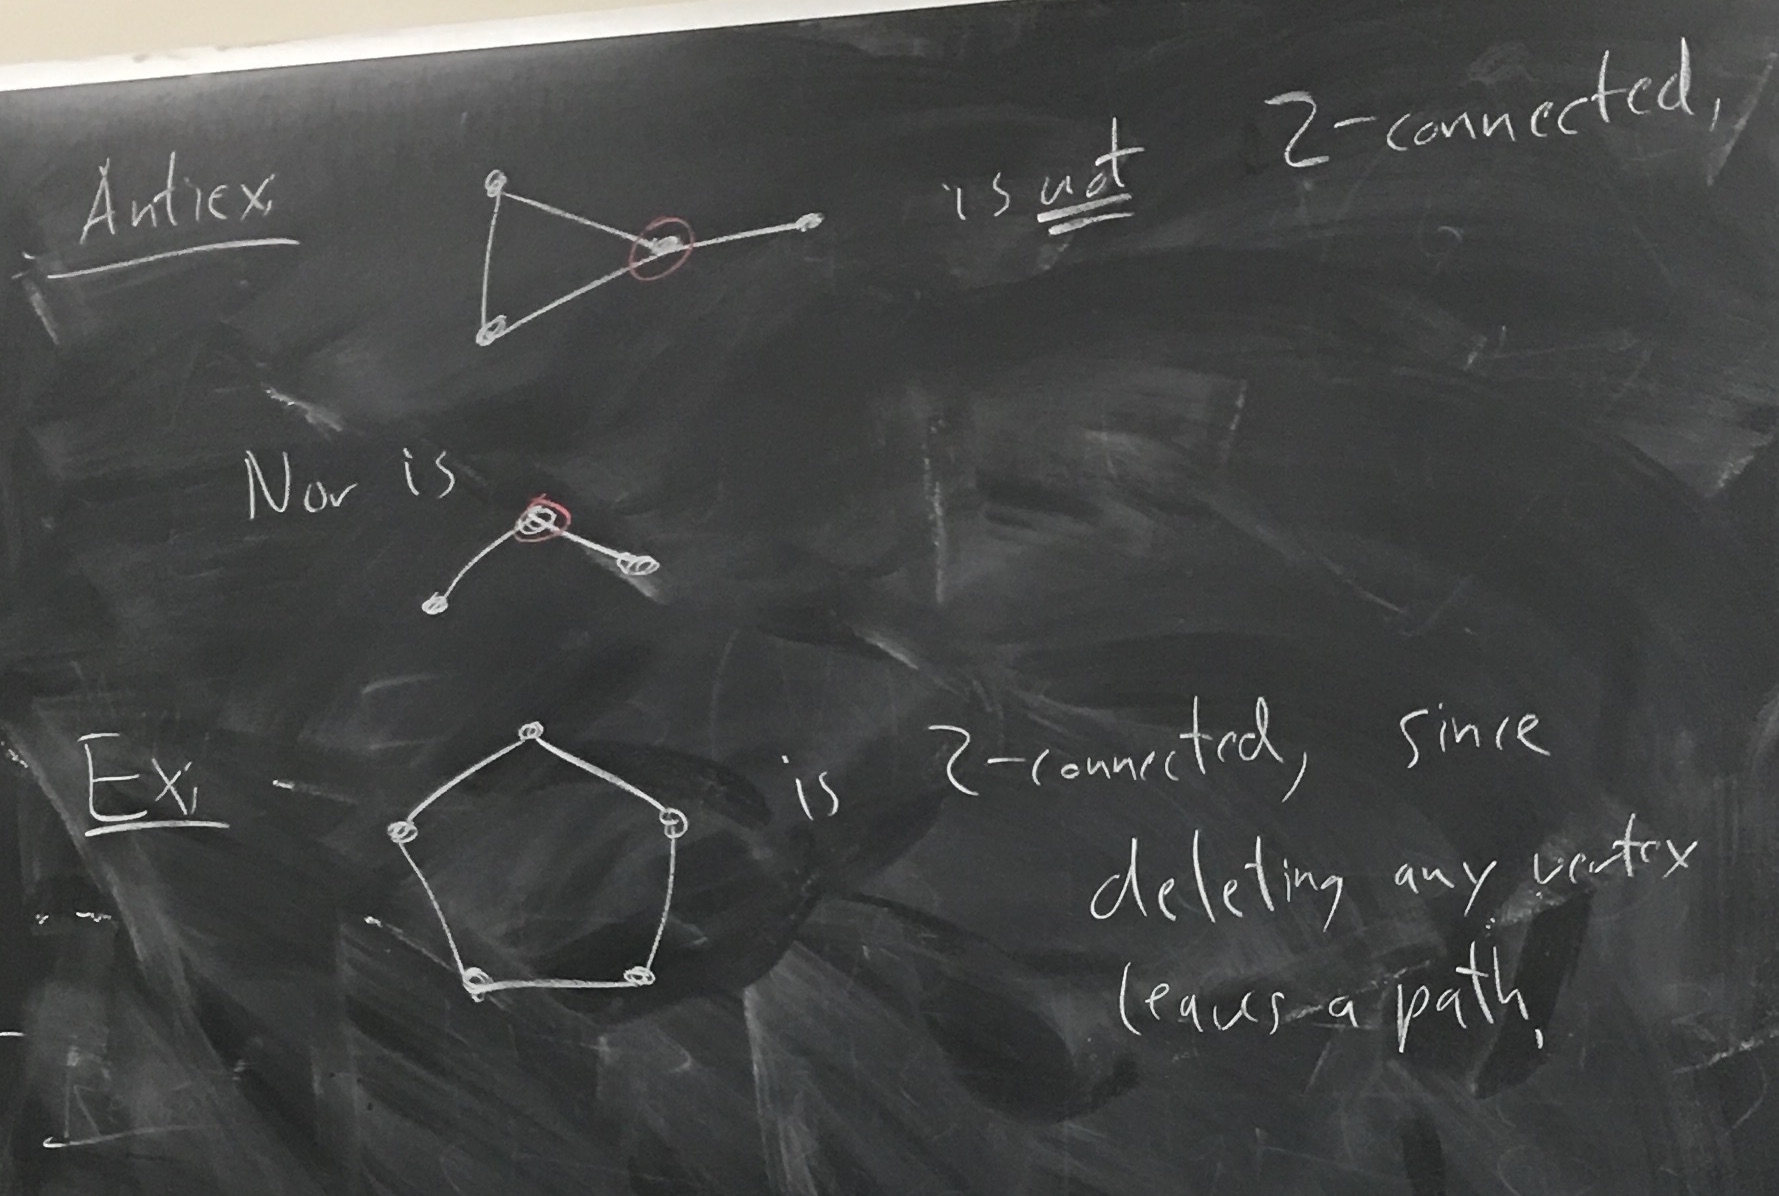 Antiex. is not 2-connected.
Nor is
Ex. is 2-connected, since
deleting any vertex
leaves a path.